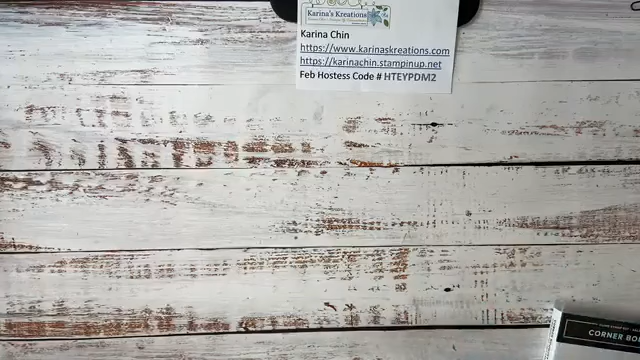 Karina's Kreations
Karina Chin
https://www.karinaskreations.com
https://karinachin.stampinup.net
Feb Hostess Code # HTEYPDM2
CORNER BO